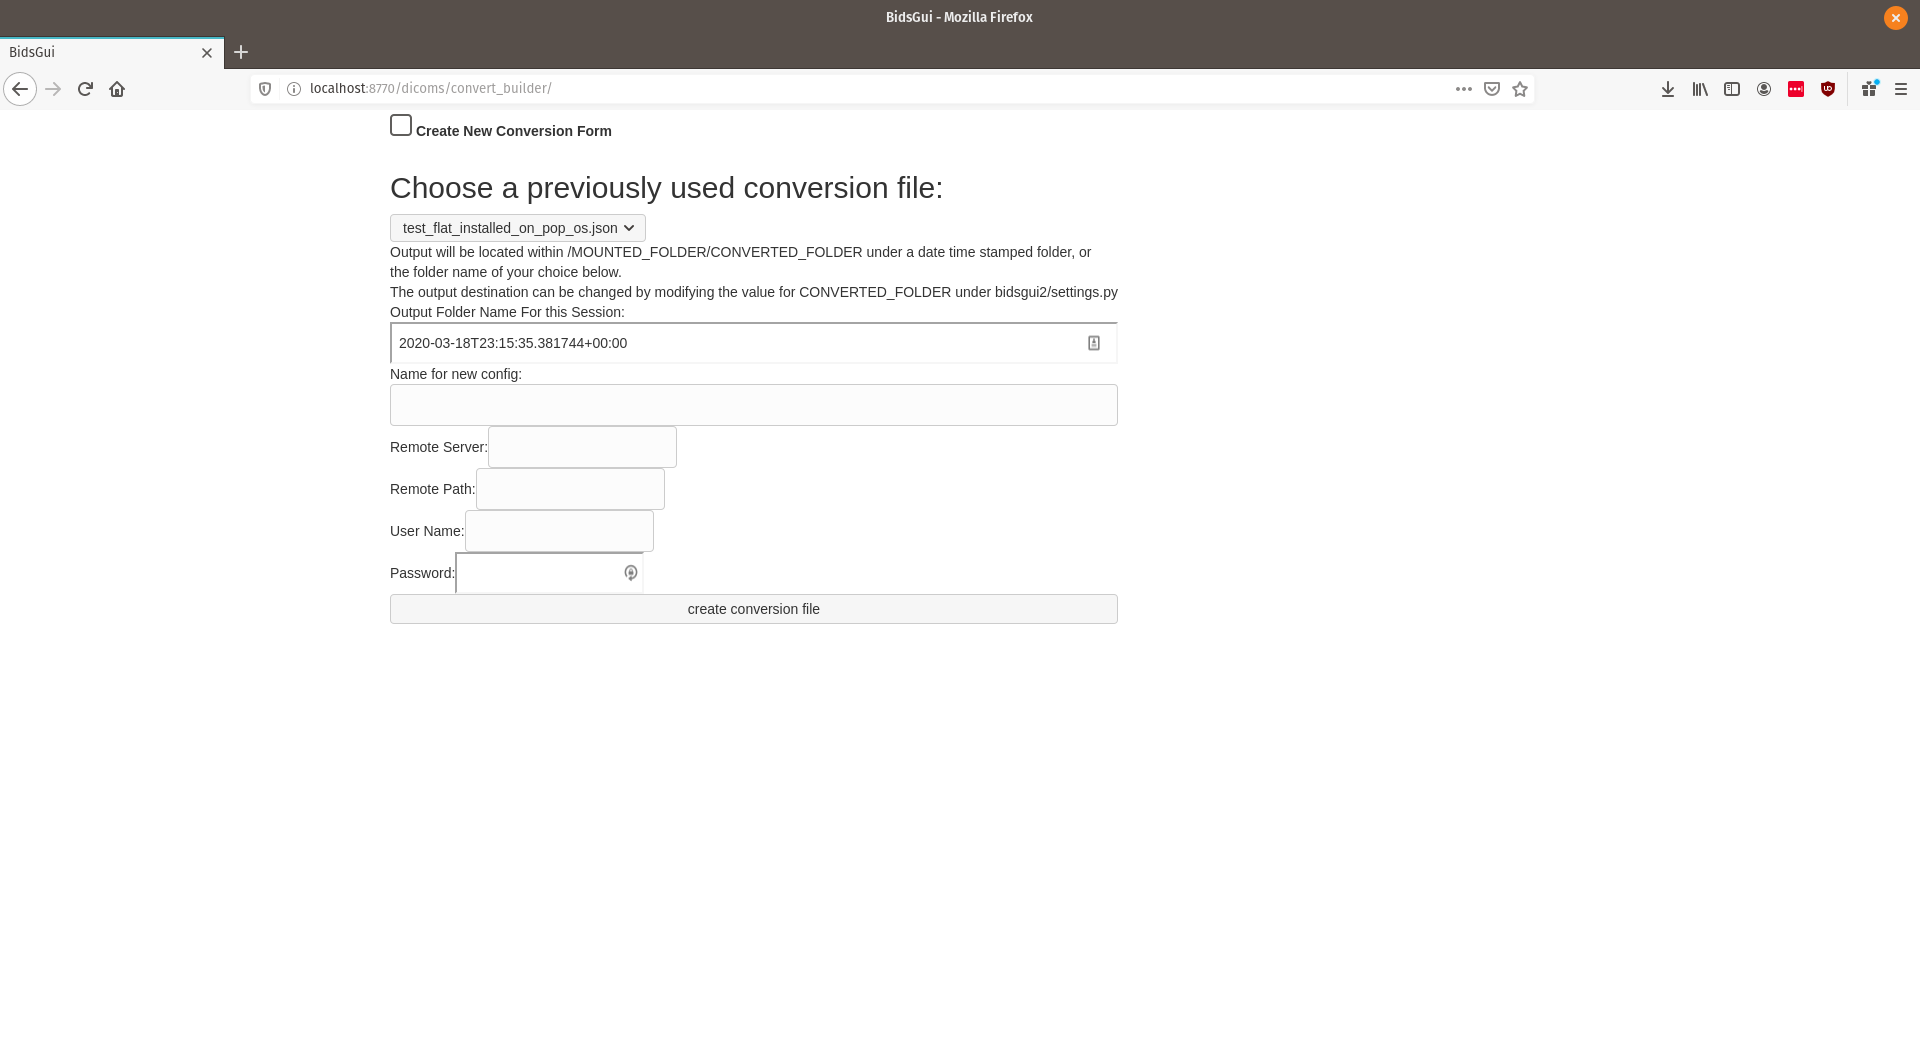 BidsGui - Mozilla Firefox
BidsGui
localhost:8770/dicoms/convert_builder/
Create New Conversion Form
Choose a previously used conversion file:
test_flat_installed_on_pop_os.json
Output will be located within /MOUNTED_FOLDER/CONVERTED_FOLDER under a date time stamped folder, or
the folder name of your choice below.
The output destination can be changed by modifying the value for CONVERTED_FOLDER under bidsgui2/settings.py
Output Folder Name For this Session:
2020-03-18T23:15:35.381744+00:00
Name for new config:
Remote Server:
Remote Path:
User Name:
Password:
create conversion file